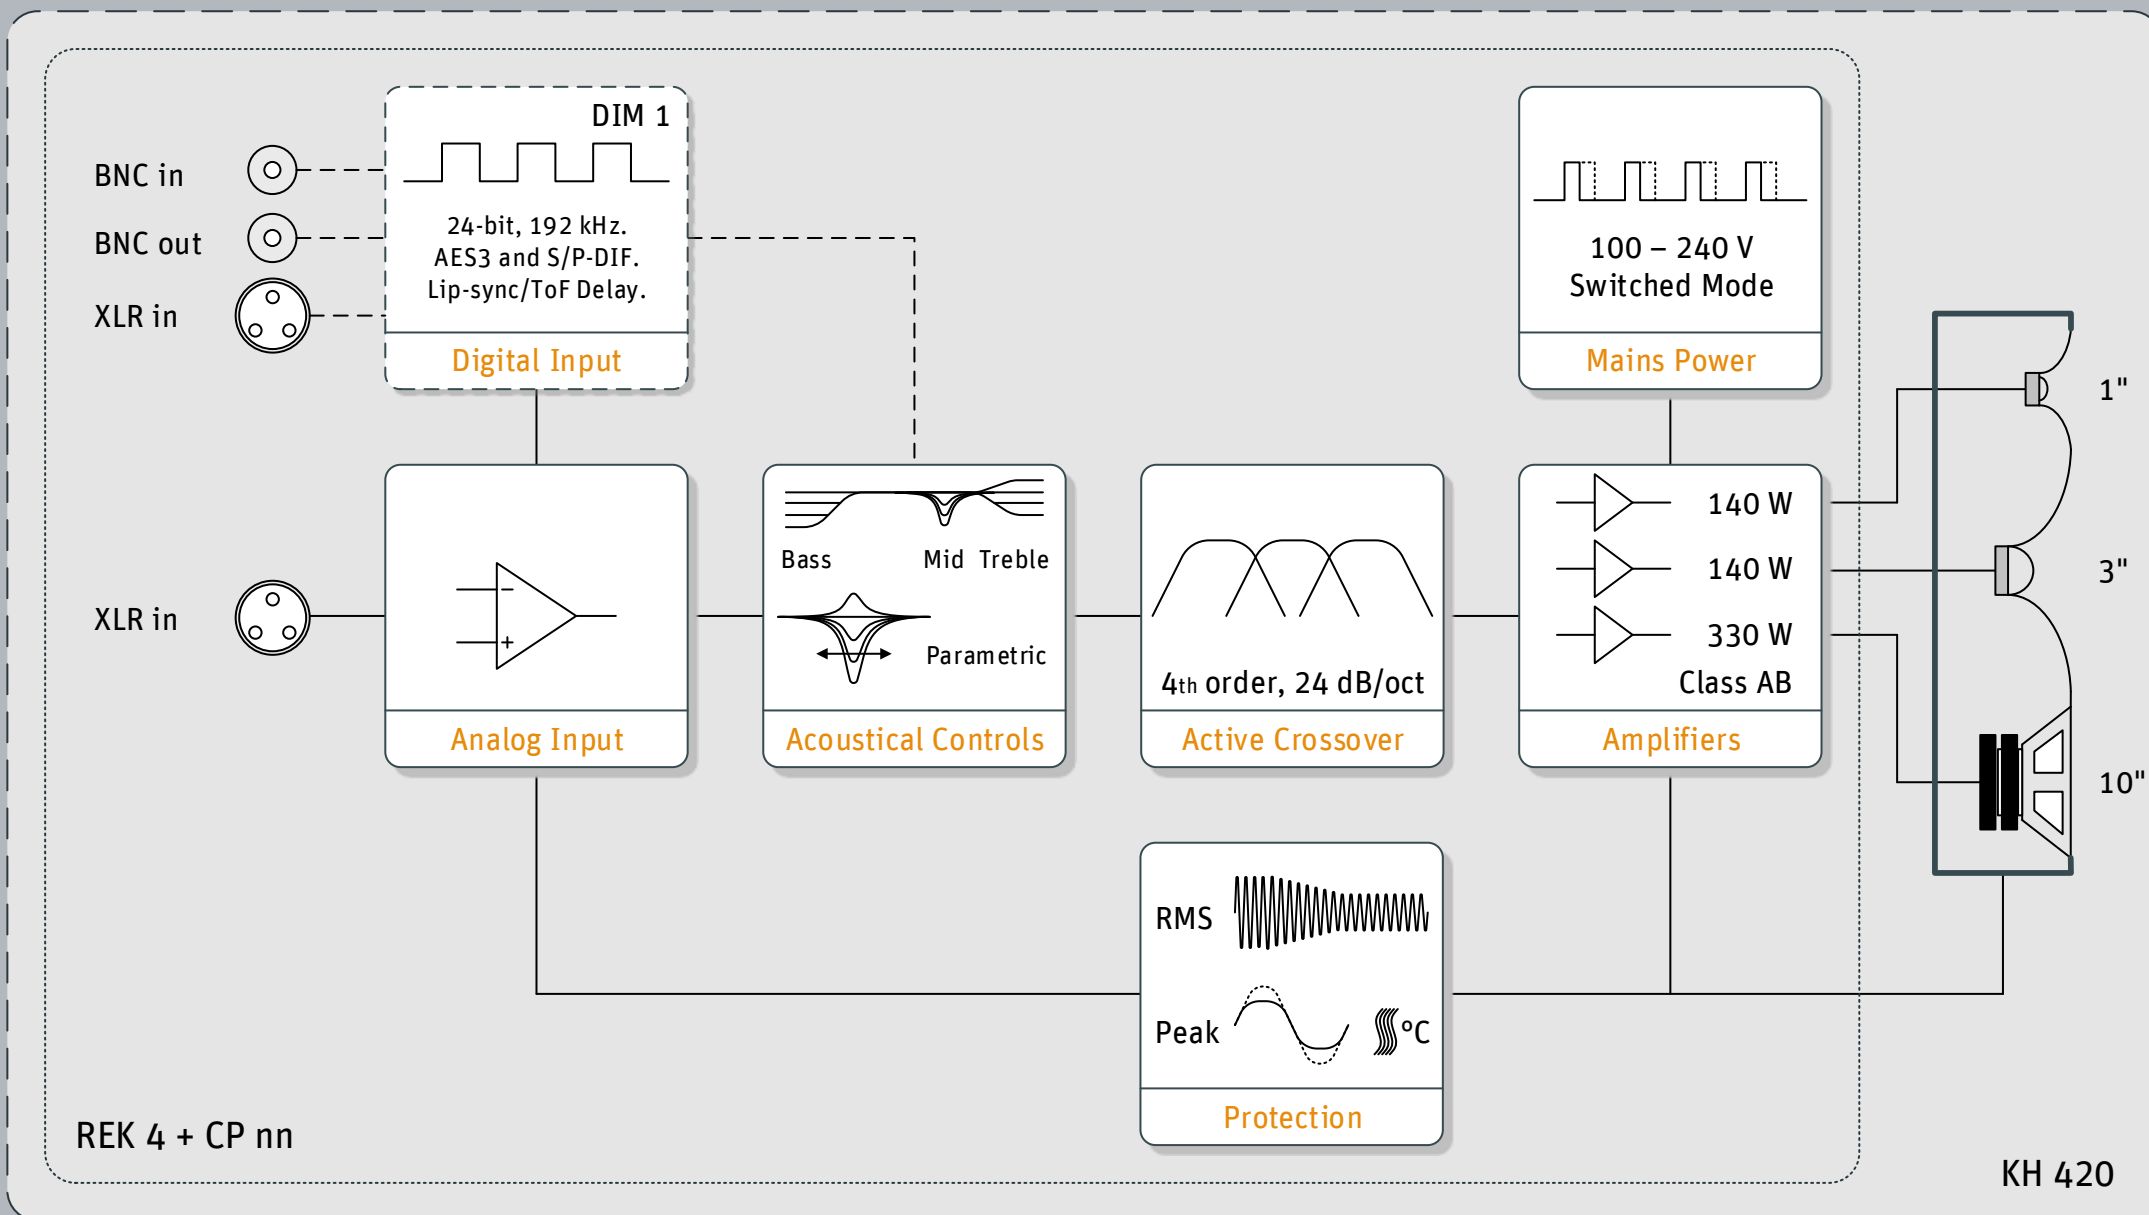 DIM 1
BNC in
BNC out
XLR in
24-bit, 192 kHz.
AES3 and S/P-DIF.
Lip-sync/ToF Delay.
Digital Input
100 – 240 V
Switched Mode
Mains Power
1"
3"
10"
XLR in
- 
+
Analog Input
Bass Mid Treble
Parametric
Acoustical Controls
4th order, 24 dB/oct
Active Crossover
140 W
140 W
330 W
Class AB
Amplifiers
RMS
Peak
°C
Protection
REK 4 + CP nn
KH 420